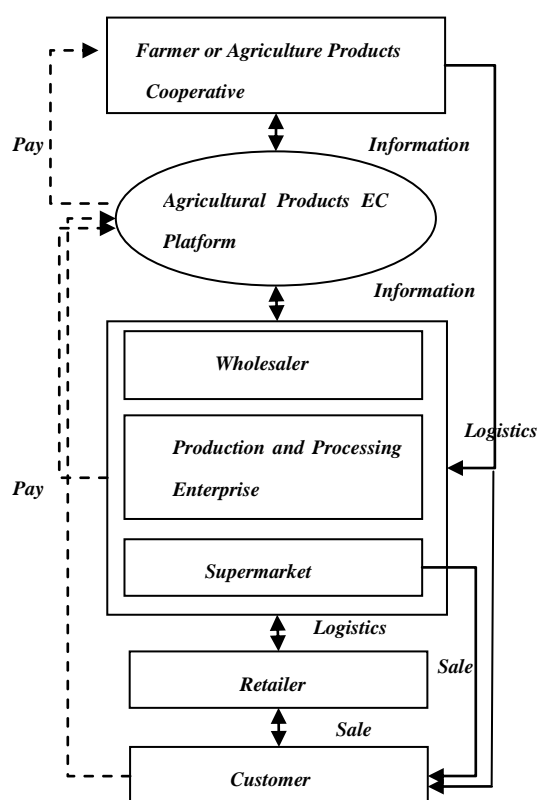 Farmer or Agriculture Products
Cooperative
Pay
Information
Agricultural Products EC
Platform
Information
Wholesaler
Logistics
Production and Processing
Enterprise
Pay
Supermarket
Logistics
Sale
Retailer
Sale
Customer